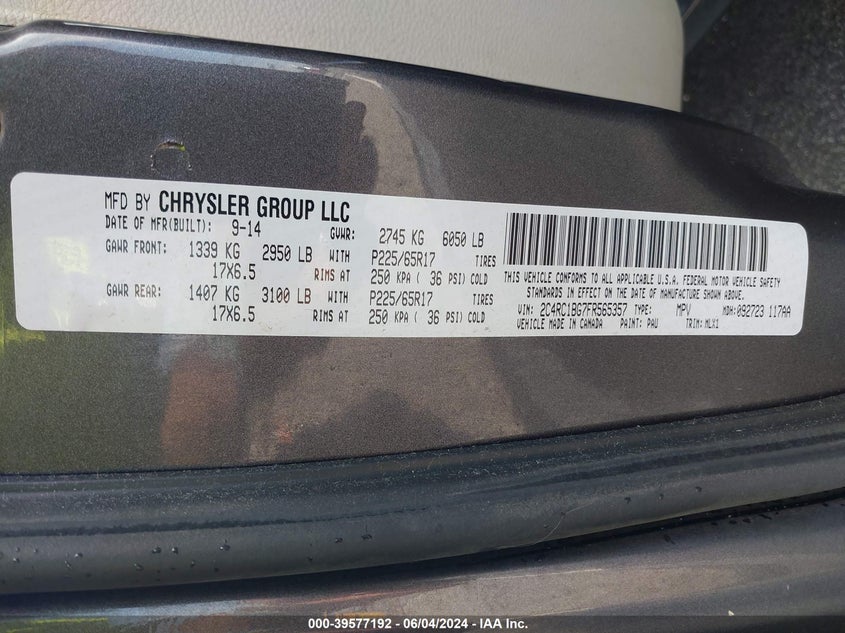 MFD BY CHRYSLER GROUP LLC
DATE OF MFR(BUILT): 9-14 GVWR: 2745 KG 6050 LB
GAWR FRONT: 1339 KG 2950 LB WITH P225/65R17 TIRES
17X6.5 RIMS AT 250 KPA ( 36 PSI) COLD
GAWR REAR: 1407 KG 3100 LB WITH P225/65R17 TIRES
17X6.5 RIMS AT 250 KPA ( 36 PSI) COLD
THIS VEHICLE CONFORMS TO ALL APPLICABLE U.S.A. FEDERAL MOTOR VEHICLE SAFETY
STANDARDS IN EFFECT ON THE DATE OF MANUFACTURE SHOWN ABOVE.
VIN: 2C4RC1BG7FR565357 TYPE: MPV MDH: 092723 117AA
VEHICLE MADE IN CANADA PAINT: PAU TRIM: MLX1
000-39577192 - 06/04/2024 - IAA Inc.